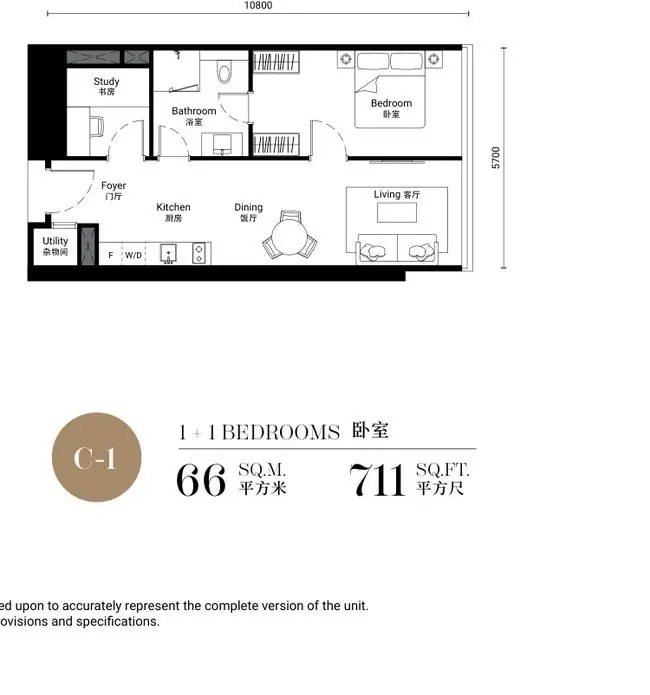 10800
Study
书房
Bathroom
浴室
Bedroom
卧室
5700
Foyer
门厅
Kitchen
厨房
Dining
饭厅
Living 客厅
Utility
杂物间
F
W/D
C-1
1 + 1 BEDROOMS 卧室
66 SQ.M.
平方米
711 SQ.FT.
平方尺
ed upon to accurately represent the complete version of the unit.
ovisions and specifications.